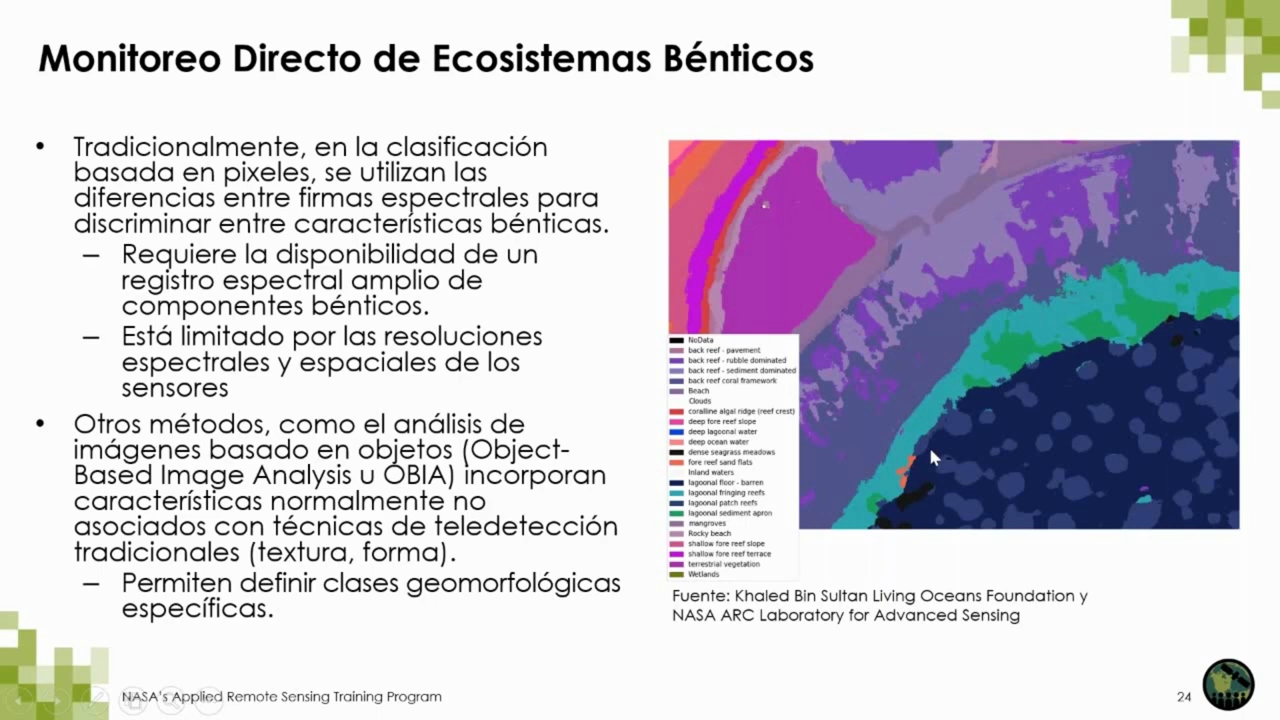 Monitoreo Directo de Ecosistemas Bénticos
• Tradicionalmente, en la clasificación
basada en pixeles, se utilizan las
diferencias entre firmas espectrales para
discriminar entre características bénticas.
– Requiere la disponibilidad de un
registro espectral amplio de
componentes bénticos.
– Está limitado por las resoluciones
espectrales y espaciales de los
sensores
• Otros métodos, como el análisis de
imágenes basado en objetos (Object-
Based Image Analysis u OBIA) incorporan
características normalmente no
asociados con técnicas de teledetección
tradicionales (textura, forma).
– Permiten definir clases geomorfológicas
específicas.
NoData
back reef - pavement
back reef - rubble dominated
back reef - sediment dominated
back reef coral framework
Beach
Clouds
coralline algal ridge (reef crest)
deep fore reef slope
deep lagoonal water
deep ocean water
dense seagrass meadows
fore reef sand flats
Inland waters
lagoonal floor - barren
lagoonal fringing reefs
lagoonal patch reefs
lagoonal sediment apron
mangroves
Rocky beach
shallow fore reef slope
shallow fore reef terrace
terrestrial vegetation
Wetlands
Fuente: Khaled Bin Sultan Living Oceans Foundation y
NASA ARC Laboratory for Advanced Sensing
NASA's Applied Remote Sensing Training Program
24